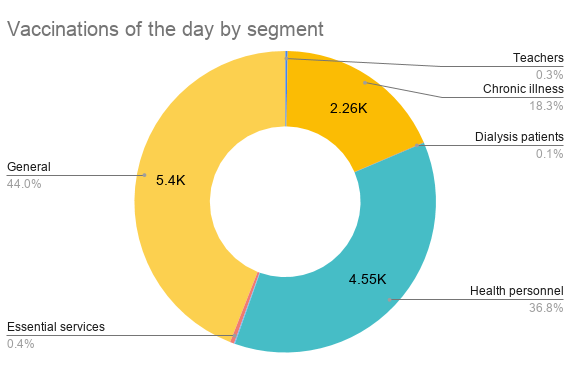 Vaccinations of the day by segment
Teachers
0.3%
Chronic illness
18.3%
2.26K
Dialysis patients
0.1%
General
44.0%
5.4K
4.55K
Health personnel
36.8%
Essential services
0.4%